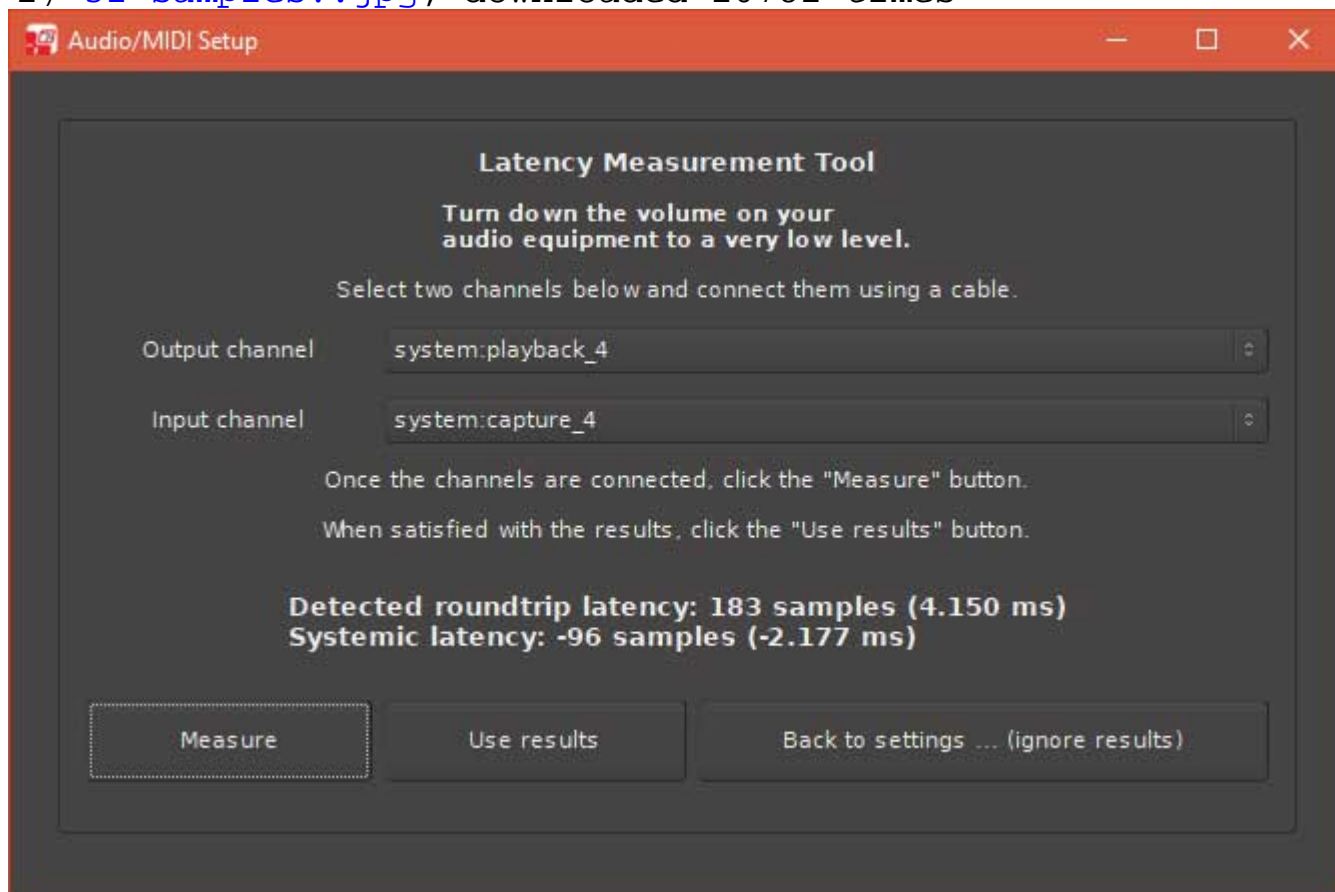 Audio/MIDI Setup
Latency Measurement Tool
Turn down the volume on your
audio equipment to a very low level.
Select two channels below and connect them using a cable.
Output channel system:playback_4
Input channel system:capture_4
Once the channels are connected, click the "Measure" button.
When satisfied with the results, click the "Use results" button.
Detected roundtrip latency: 183 samples (4.150 ms)
Systemic latency: -96 samples (-2.177 ms)
Measure Use results Back to settings ... (ignore results)